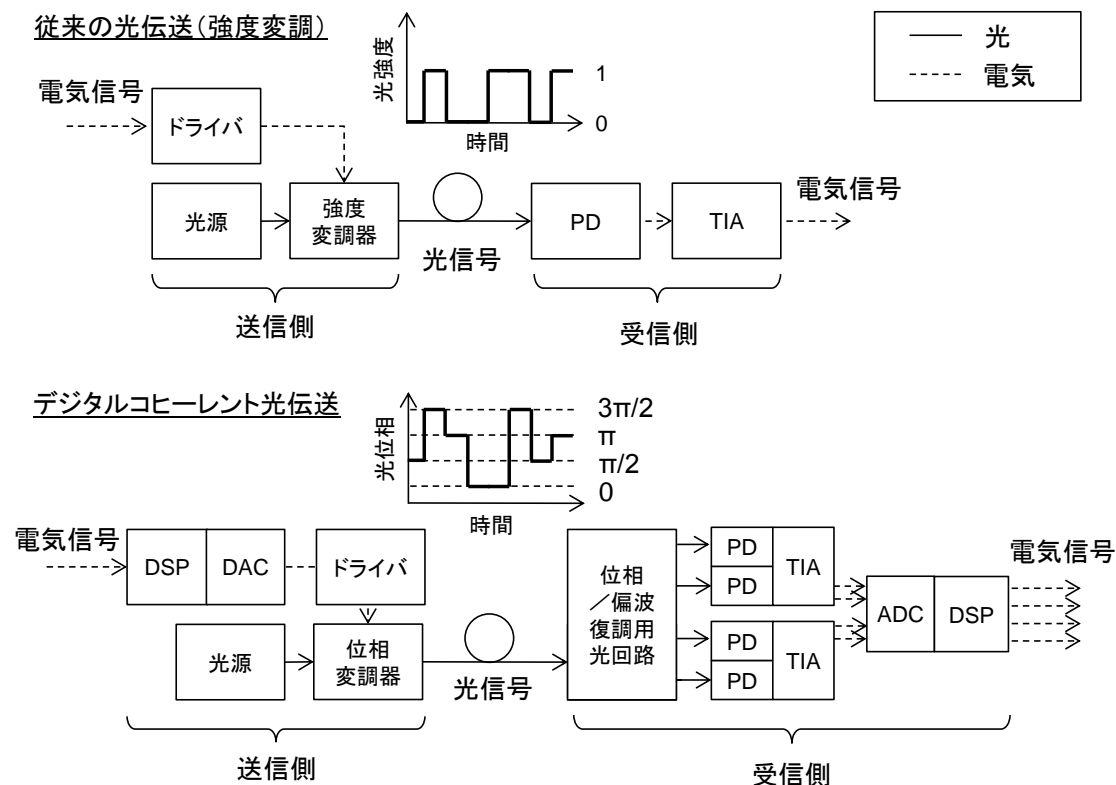 従来の光伝送(強度変調)
光強度
1
0
時間
光
電気
電気信号
ドライバ
光源
強度
変調器
光信号
PD
TIA
電気信号
送信側
受信側
デジタルコヒーレント光伝送
光位相
3π/2
π
π/2
0
時間
電気信号
DSP
DAC
ドライバ
光源
位相
変調器
光信号
位相
/偏波
復調用
光回路
PD
PD
TIA
PD
PD
TIA
ADC
DSP
電気信号
送信側
受信側